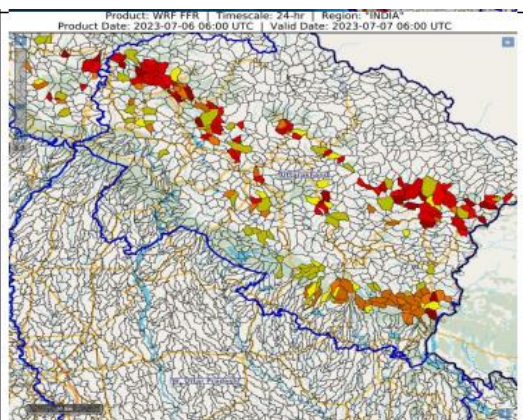 Product: WRF FFR | Timescale: 24-hr | Region: "INDIA"
Product Date: 2023-07-06 06:00 UTC | Valid Date: 2023-07-07 06:00 UTC
Uttarakhand